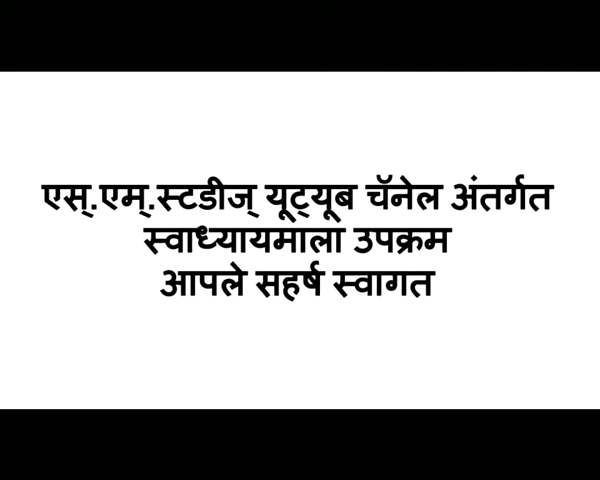 एस्.एम्.स्टडीज् यूट्यूब चॅनेल अंतर्गत
स्वाध्यायमाला उपक्रम
आपले सहर्ष स्वागत